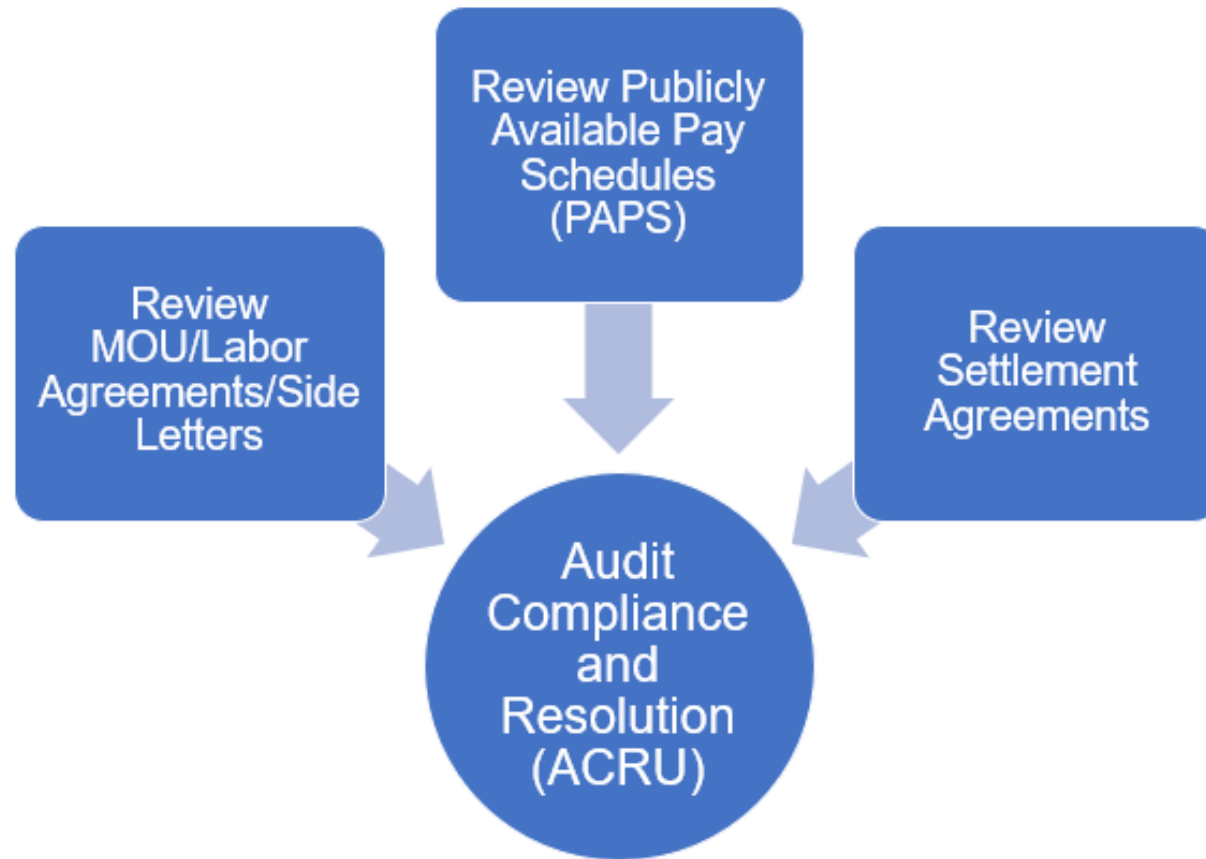 Review Publicly
Available Pay
Schedules
(PAPS)
Review
MOU/Labor
Agreements/Side
Letters
Review
Settlement
Agreements
Audit
Compliance
and
Resolution
(ACRU)